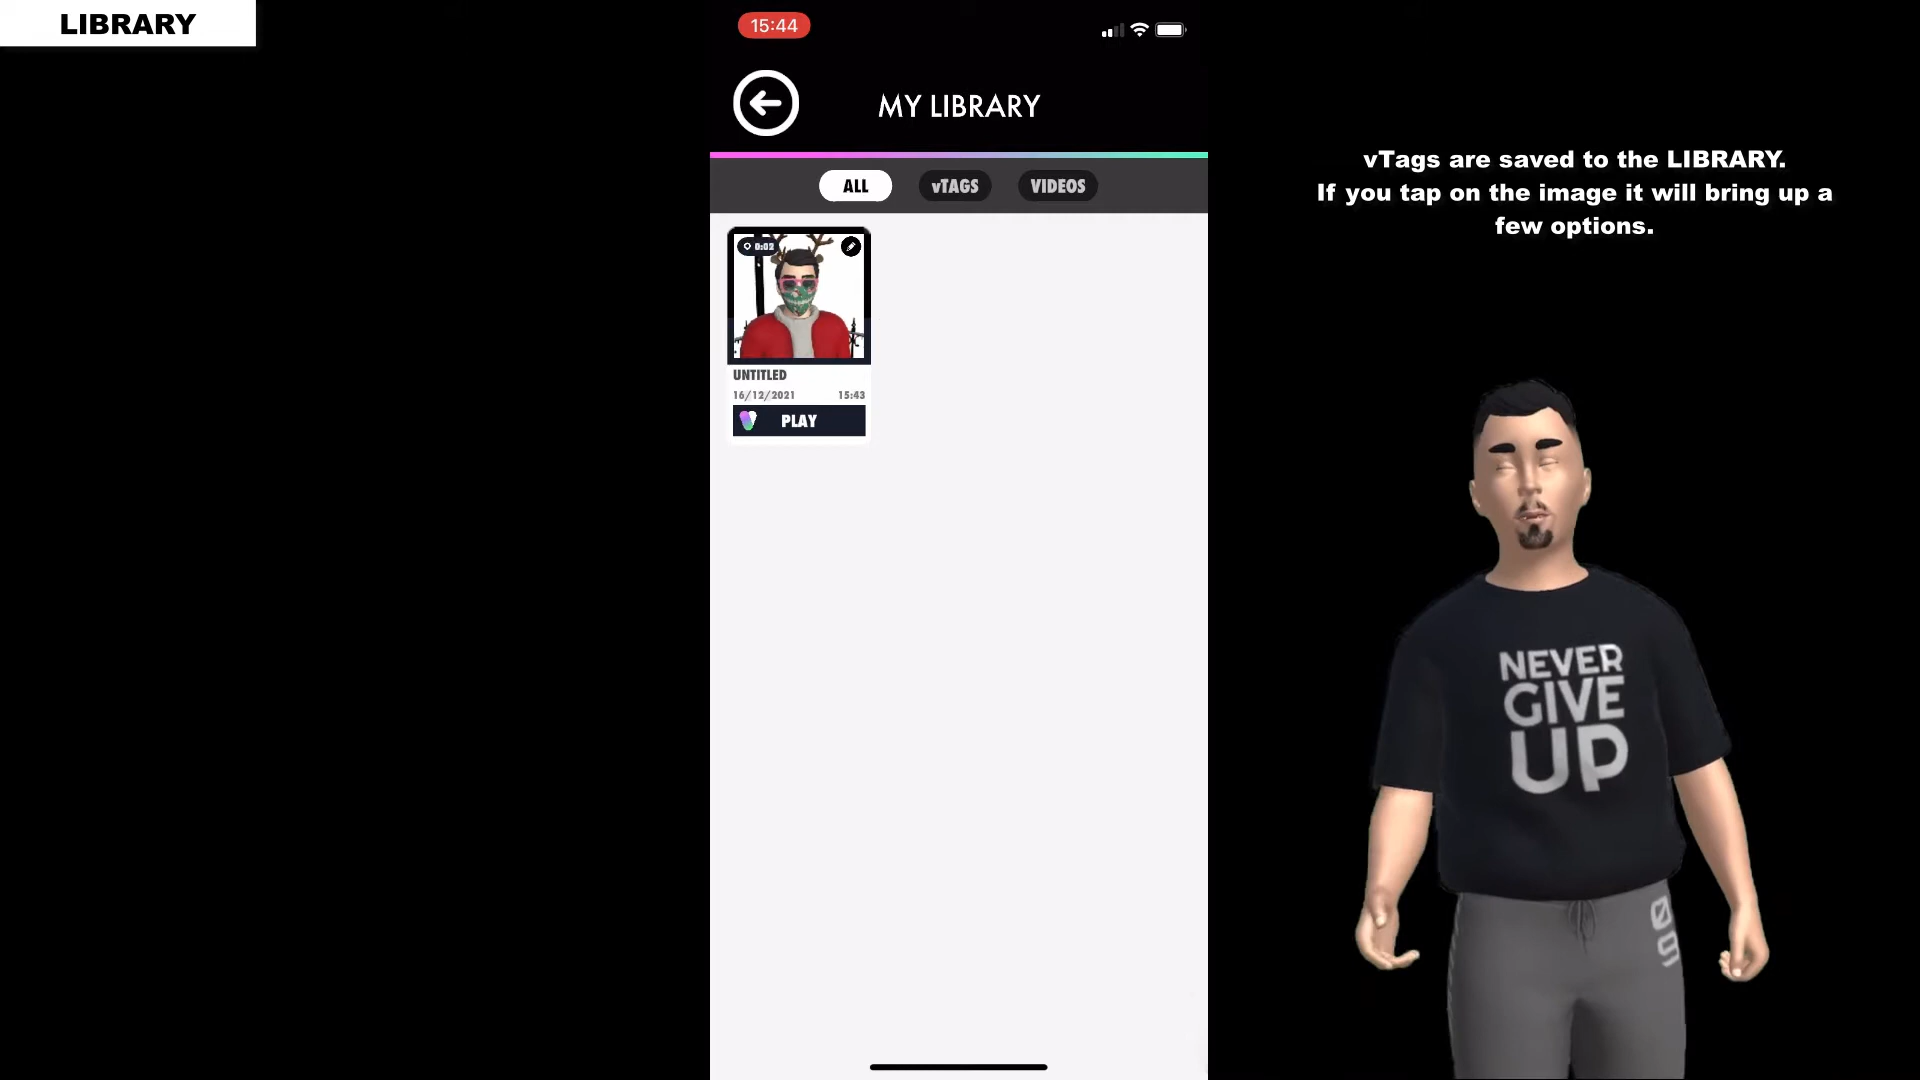 LIBRARY
15:44
MY LIBRARY
ALL
vTAGS
VIDEOS
0:02
UNTITLED
16/12/2021
15:43
PLAY
vTags are saved to the LIBRARY.
If you tap on the image it will bring up a
few options.
NEVER
GIVE
UP
09